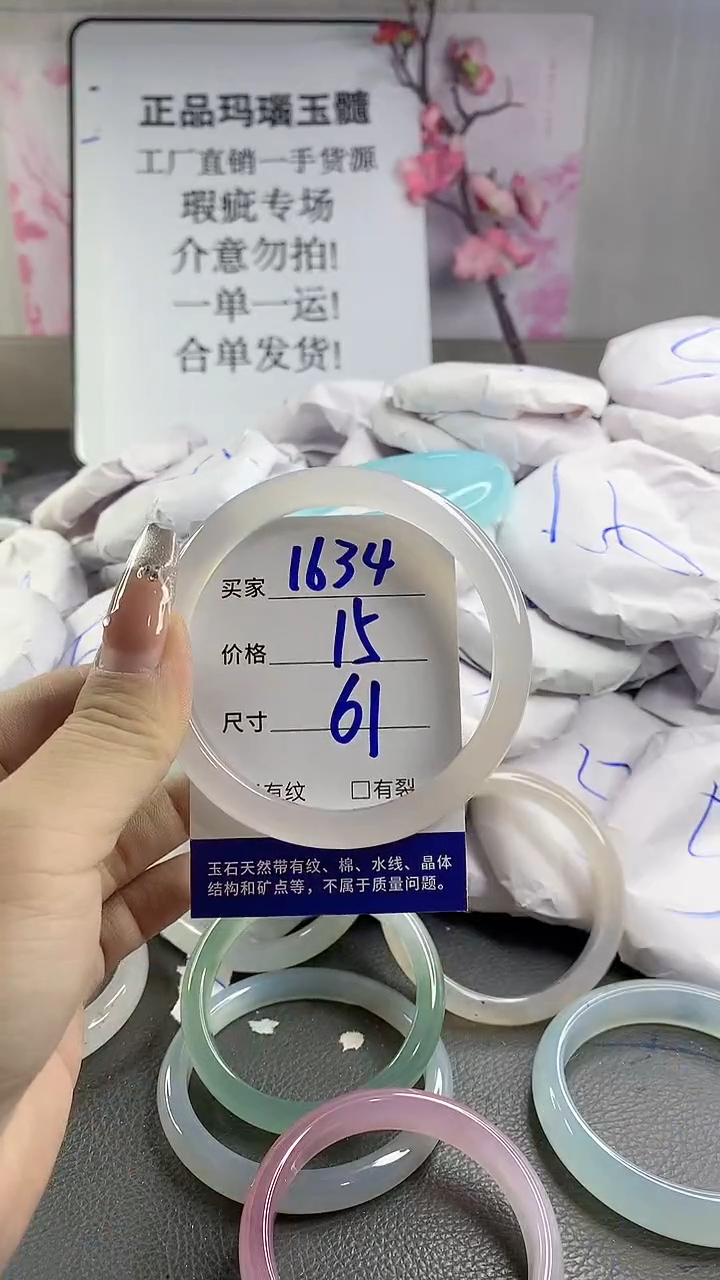 正品玛瑙玉髓
工厂直销一手货源
瑕疵专场
介意勿拍!
一单一运!
合单发货!
买家 1634
价格 15
尺寸 61
有纹 □有裂
玉石天然带有纹、棉、水线、晶体
结构和矿点等，不属于质量问题。